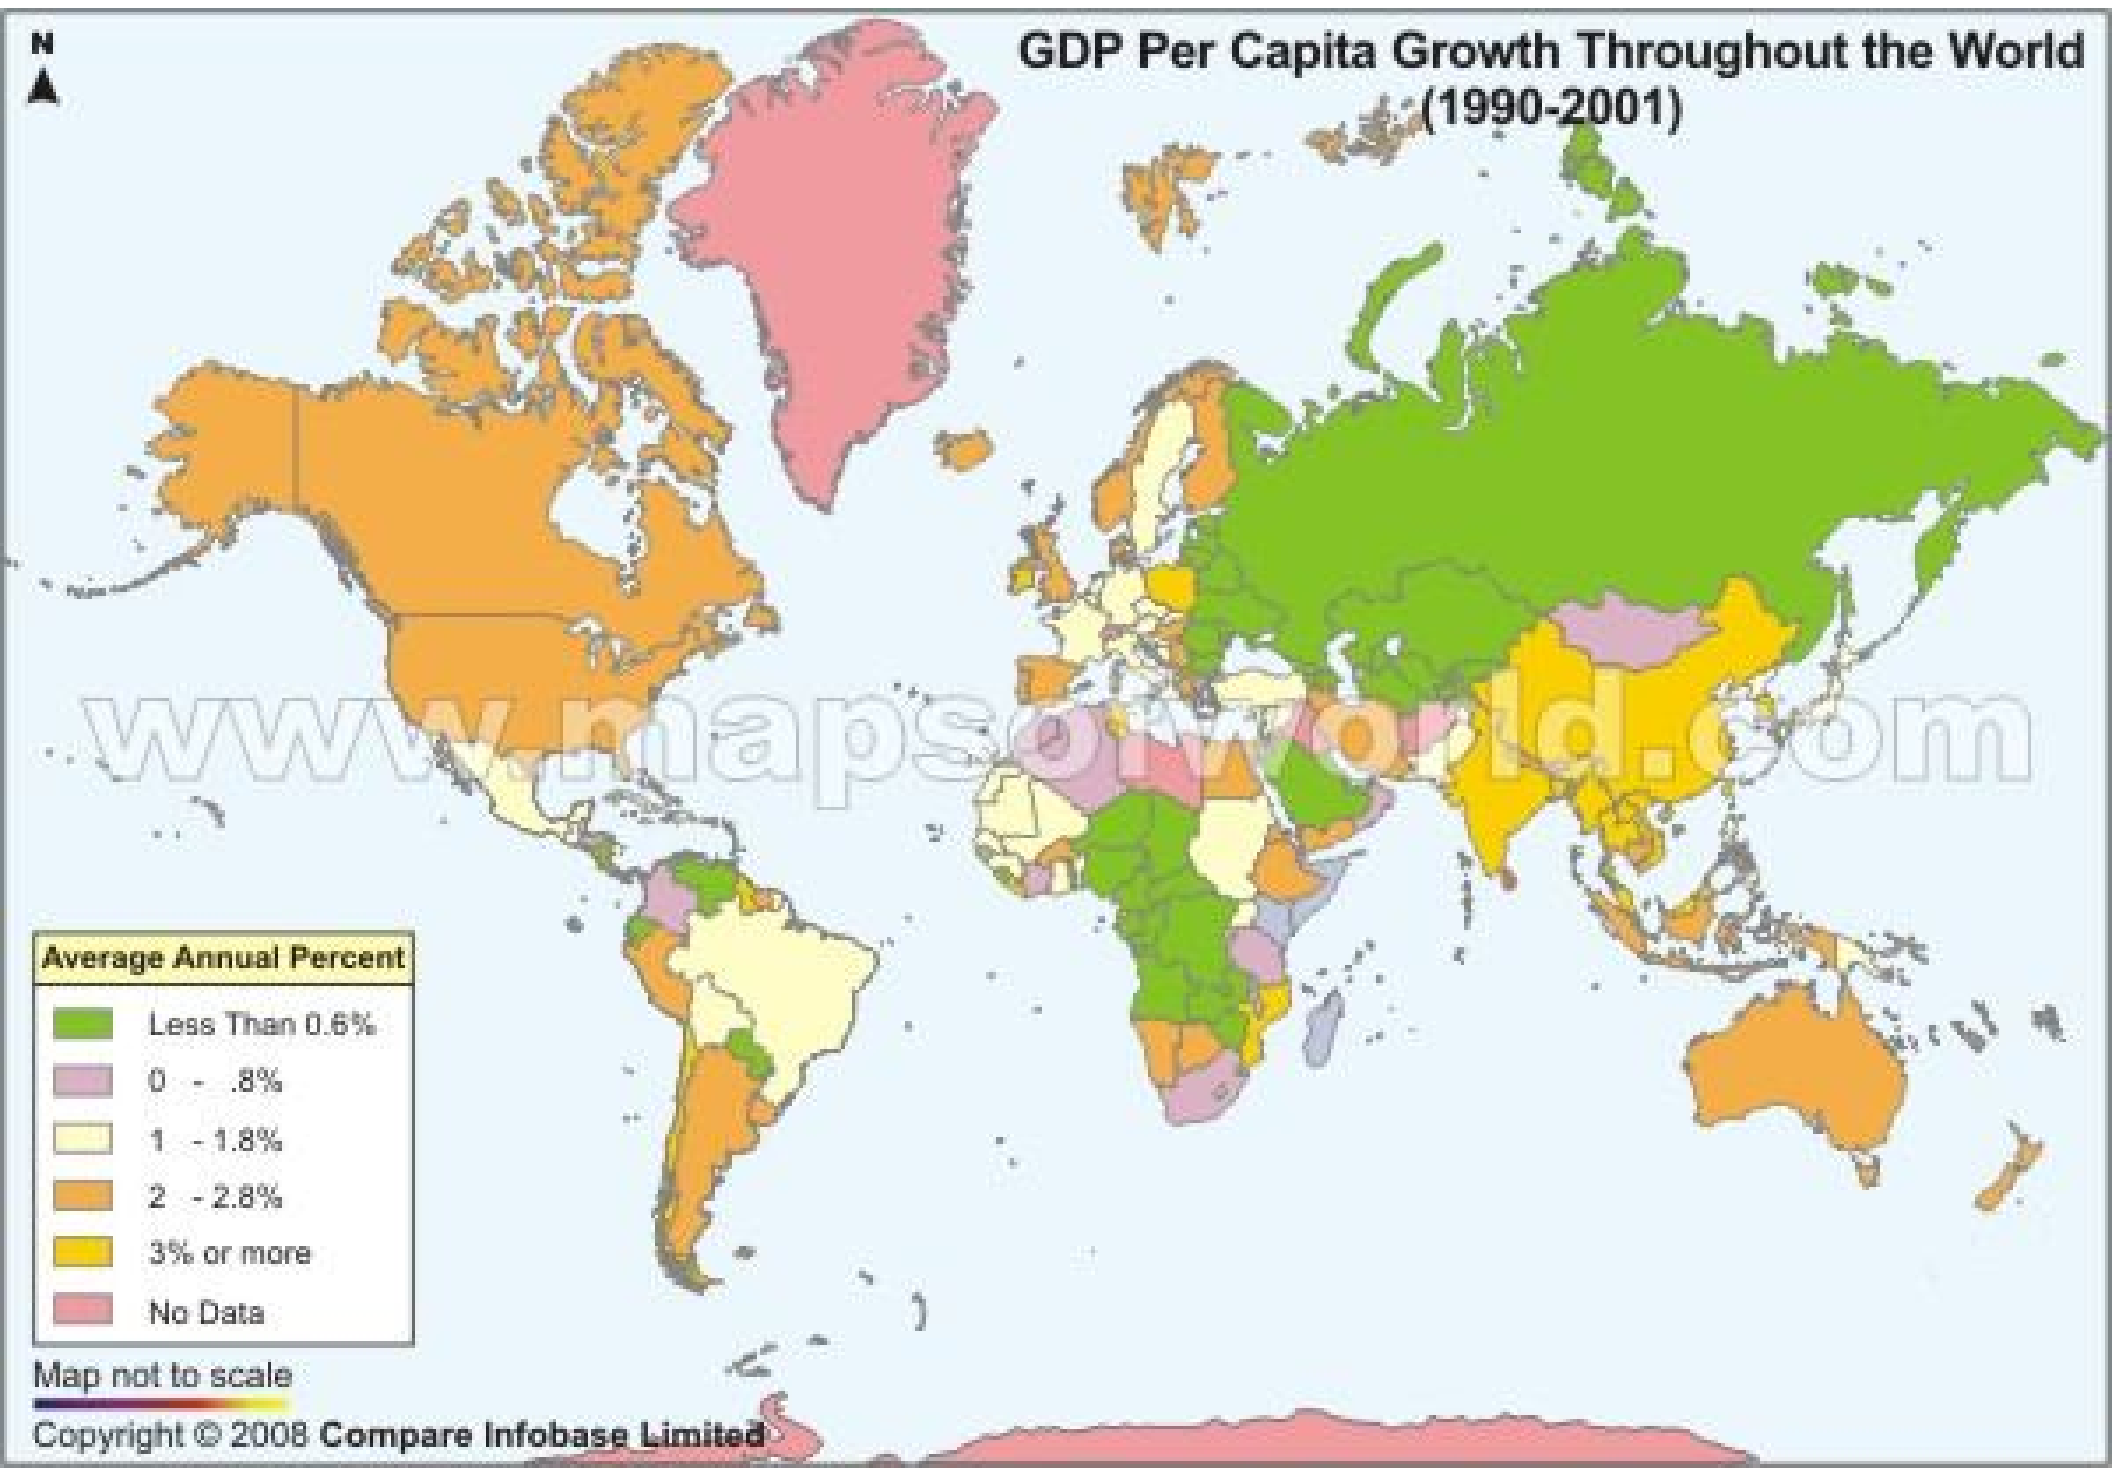 N
GDP Per Capita Growth Throughout the World
(1990-2001)
www.mapsofworld.com
Average Annual Percent
Less Than 0.6%
0 - .8%
1 - 1.8%
2 - 2.8%
3% or more
No Data
Map not to scale
Copyright © 2008 Compare Infobase Limited